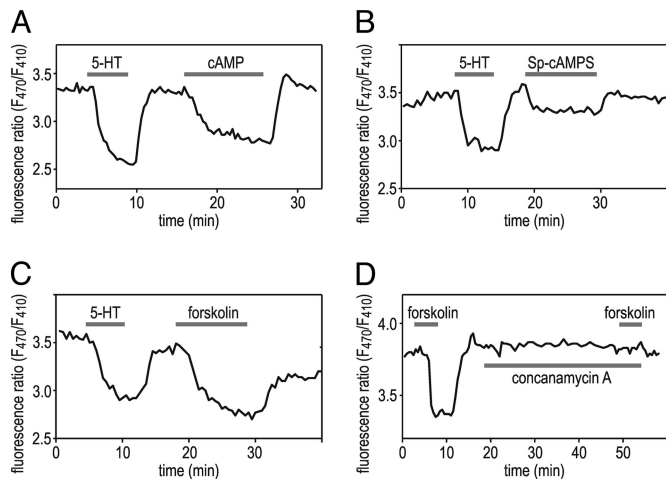 A
5-HT
cAMP
fluorescence ratio (F470/F410)
3.5
3.0
2.5
0
10
20
30
time (min)
B
5-HT
Sp-cAMPS
fluorescence ratio (F470/F410)
4.0
3.5
3.0
2.5
0
10
20
30
time (min)
C
5-HT
forskolin
fluorescence ratio (F470/F410)
3.5
3.0
2.5
0
10
20
30
time (min)
D
forskolin
forskolin
concanamycin A
fluorescence ratio (F470/F410)
4.0
3.5
0
10
20
30
40
50
time (min)